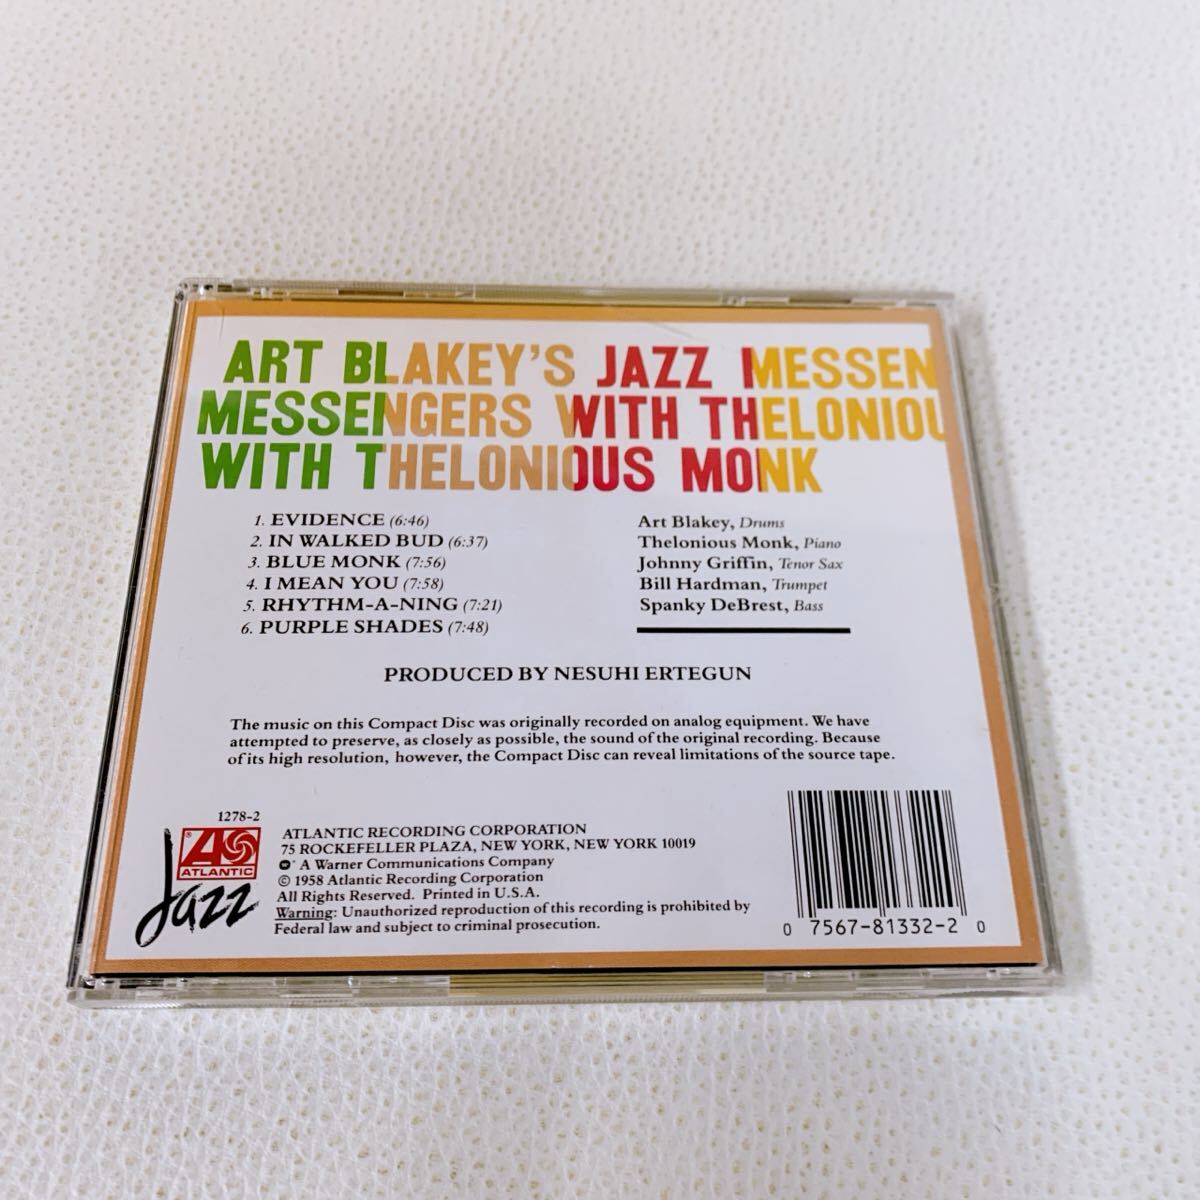 ART BLAKEY'S JAZZ MESSEN
MESSENGERS WITH THELONIOU
WITH THELONIOUS MONK
1. EVIDENCE (6:46)
2. IN WALKED BUD (6:37)
3. BLUE MONK (7:56)
4. I MEAN YOU (7:58)
5. RHYTHM-A-NING (7:21)
6. PURPLE SHADES (7:48)
Art Blakey, Drums
Thelonious Monk, Piano
Johnny Griffin, Tenor Sax
Bill Hardman, Trumpet
Spanky DeBrest, Bass
PRODUCED BY NESUHI ERTEGUN
The music on this Compact Disc was originally recorded on analog equipment. We have
attempted to preserve, as closely as possible, the sound of the original recording. Because
of its high resolution, however, the Compact Disc can reveal limitations of the source tape.
1278-2
ATLANTIC
Jazz
ATLANTIC RECORDING CORPORATION
75 ROCKEFELLER PLAZA, NEW YORK, NEW YORK 10019
A Warner Communications Company
© 1958 Atlantic Recording Corporation
All Rights Reserved. Printed in U.S.A.
Warning: Unauthorized reproduction of this recording is prohibited by
Federal law and subject to criminal prosecution.
0 7567-81332-2 0